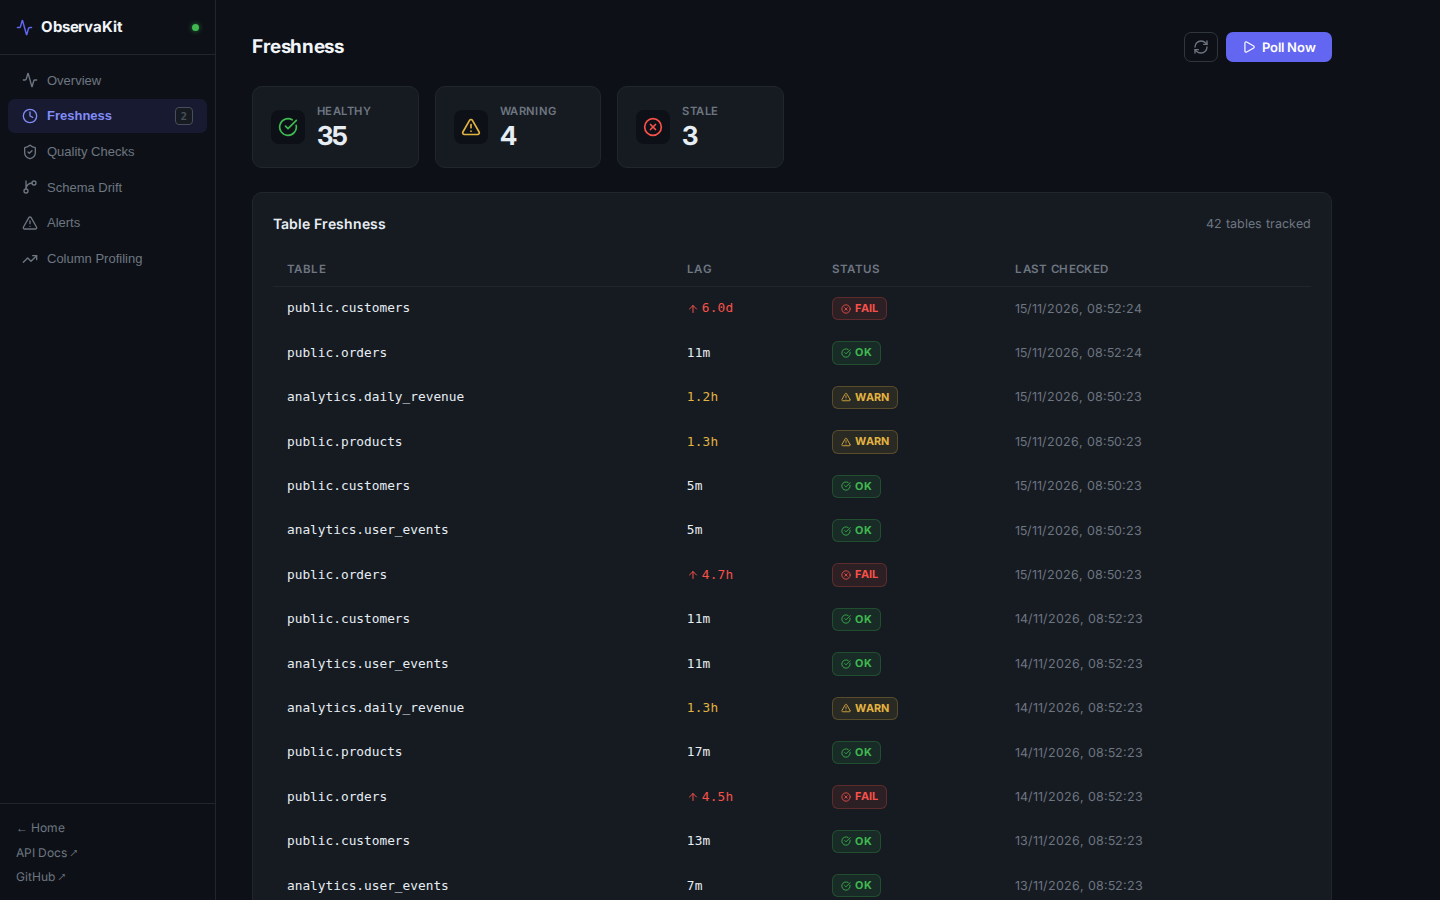 ObservaKit
Overview
Freshness 2
Quality Checks
Schema Drift
Alerts
Column Profiling
← Home
API Docs ↗
GitHub ↗
Freshness
Poll Now
HEALTHY
35
WARNING
4
STALE
3
Table Freshness
42 tables tracked
TABLE LAG STATUS LAST CHECKED
public.customers ↑ 6.0d FAIL 15/11/2026, 08:52:24
public.orders 11m OK 15/11/2026, 08:52:24
analytics.daily_revenue 1.2h WARN 15/11/2026, 08:50:23
public.products 1.3h WARN 15/11/2026, 08:50:23
public.customers 5m OK 15/11/2026, 08:50:23
analytics.user_events 5m OK 15/11/2026, 08:50:23
public.orders ↑ 4.7h FAIL 15/11/2026, 08:50:23
public.customers 11m OK 14/11/2026, 08:52:23
analytics.user_events 11m OK 14/11/2026, 08:52:23
analytics.daily_revenue 1.3h WARN 14/11/2026, 08:52:23
public.products 17m OK 14/11/2026, 08:52:23
public.orders ↑ 4.5h FAIL 14/11/2026, 08:52:23
public.customers 13m OK 13/11/2026, 08:52:23
analytics.user_events 7m OK 13/11/2026, 08:52:23